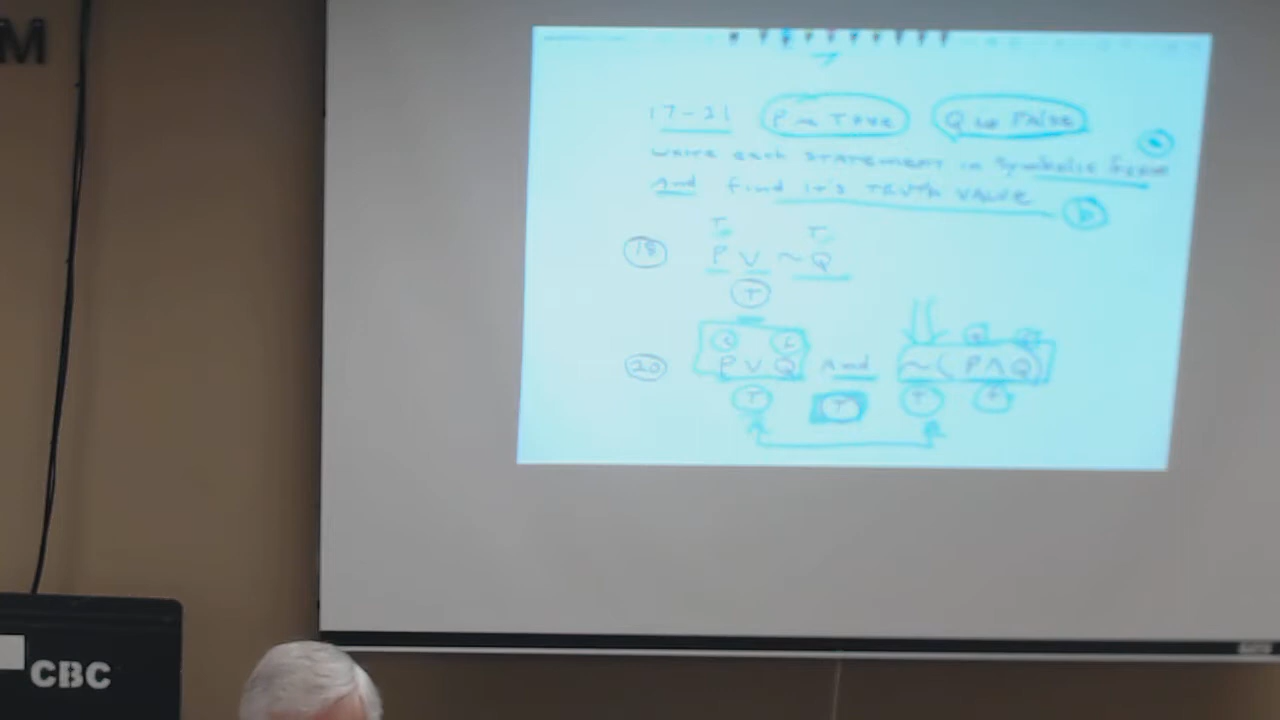 M
17-21 P is True Q is False
Write each STATEMENT in Symbolic Form a
And find it's TRUTH VALUE b
T T
18 P ∨ ~Q
T
20 P ∨ Q And ~( P ∧ Q )
T T T
CBC